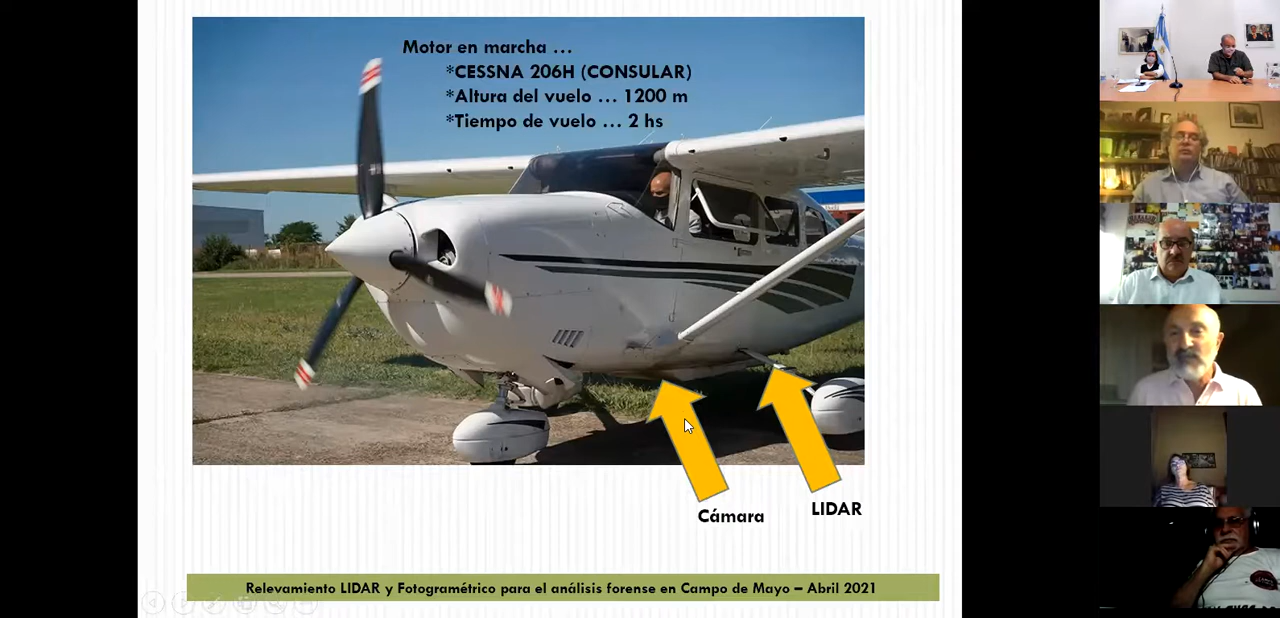 Motor en marcha …
*CESSNA 206H (CONSULAR)
*Altura del vuelo … 1200 m
*Tiempo de vuelo … 2 hs
Cámara
LIDAR
Relevamiento LIDAR y Fotogramétrico para el análisis forense en Campo de Mayo – Abril 2021